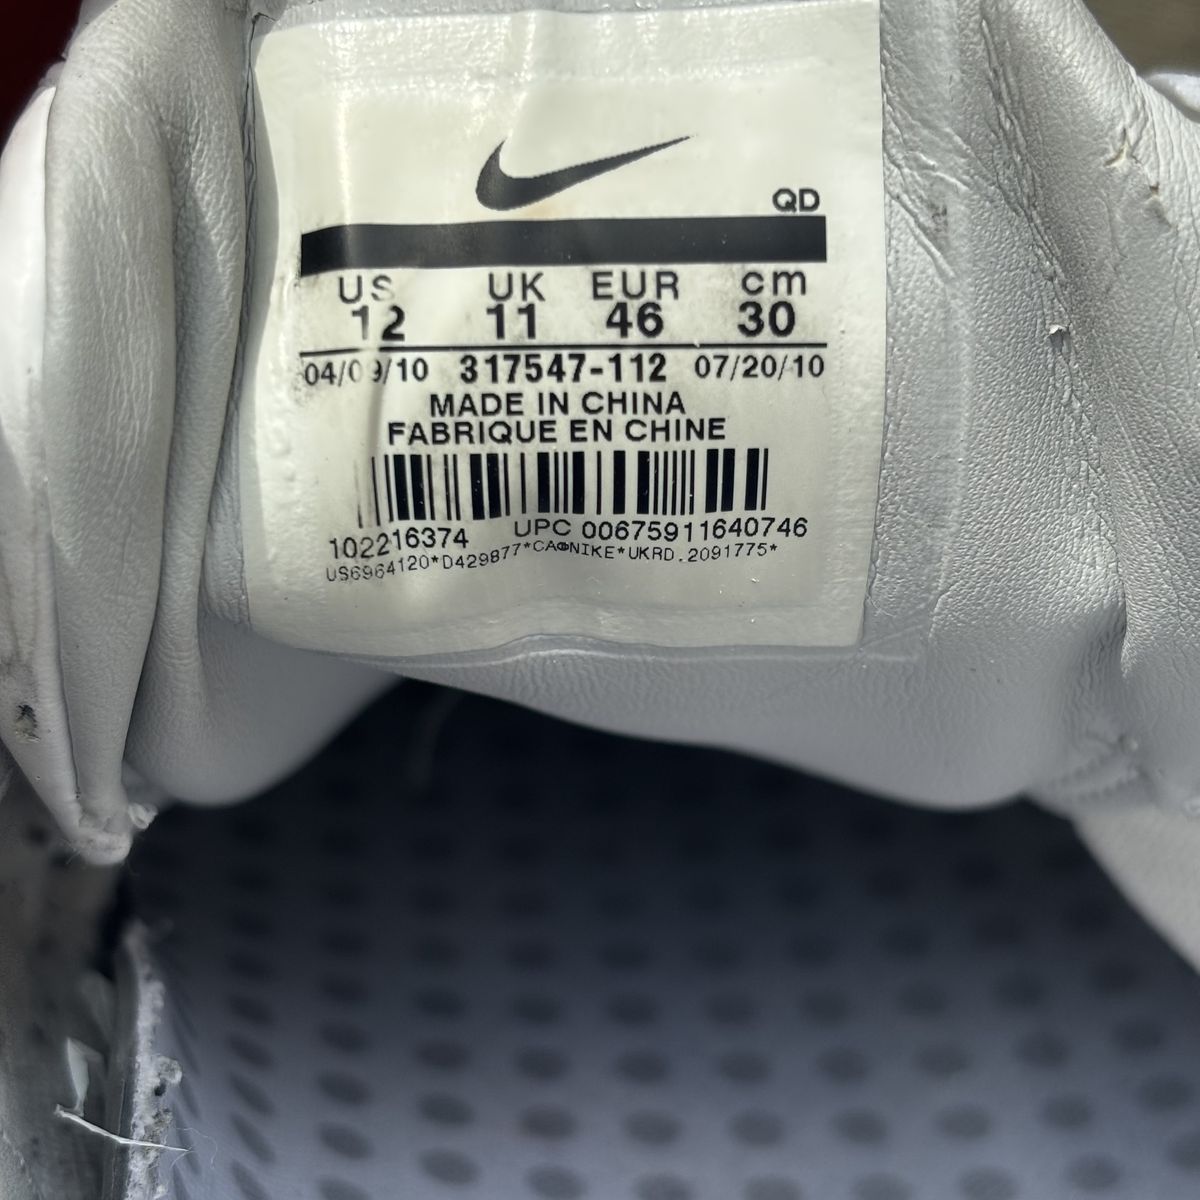 QD
US UK EUR cm
12 11 46 30
04/09/10 317547-112 07/20/10
MADE IN CHINA
FABRIQUE EN CHINE
102216374 UPC 00675911640746
US6964120*D429877*CA⊕NIKE*UKRD.2091775*